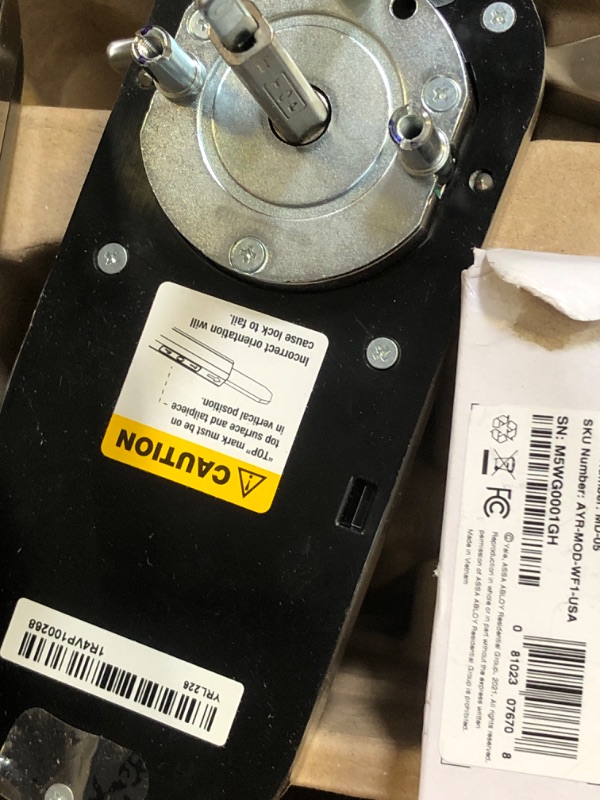 TOP
CAUTION
"TOP" mark must be on
top surface and tailpiece
in vertical position.
Incorrect orientation will
cause lock to fail.
YRL226
1R4VP100268
SKU Number: AYR-MOD-WF1-USA
SN: M5WG0001GH
FC
© Yale, ASSA ABLOY Residential Group, 2021. All rights reserved.
Reproduction in whole or in part without the express written
permission of ASSA ABLOY Residential Group is prohibited.
Made in Vietnam
0 81023 07670 8